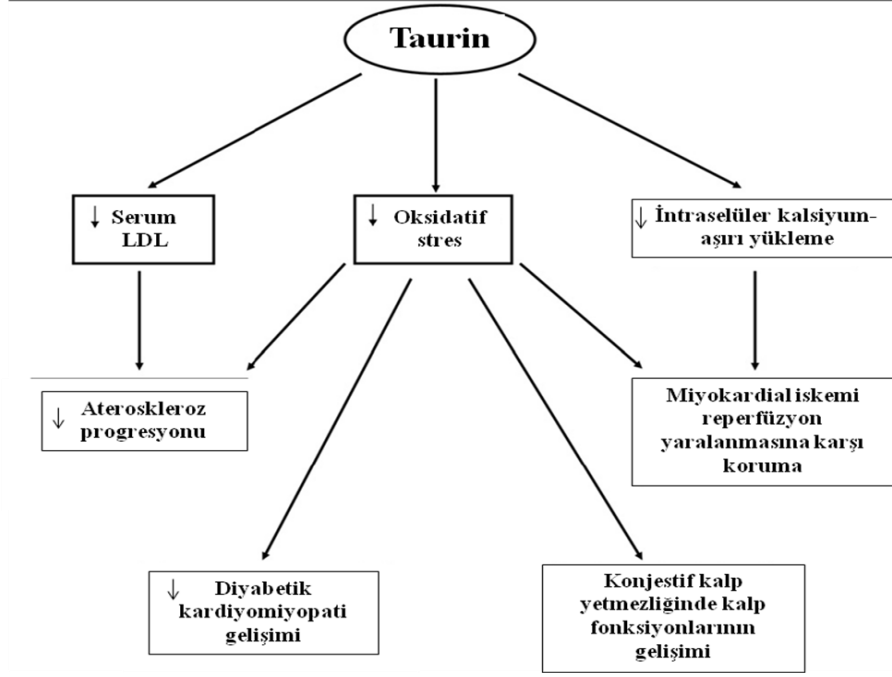 Taurin
↓ Serum
LDL
↓ Oksidatif
stres
↓ İntraselüler kalsiyum-
aşırı yükleme
↓ Ateroskleroz
progresyonu
Miyokardial iskemi
reperfüzyon
yaralanmasına karşı
koruma
↓ Diyabetik
kardiyomiyopati
gelişimi
Konjestif kalp
yetmezliğinde kalp
fonksiyonlarının
gelişimi